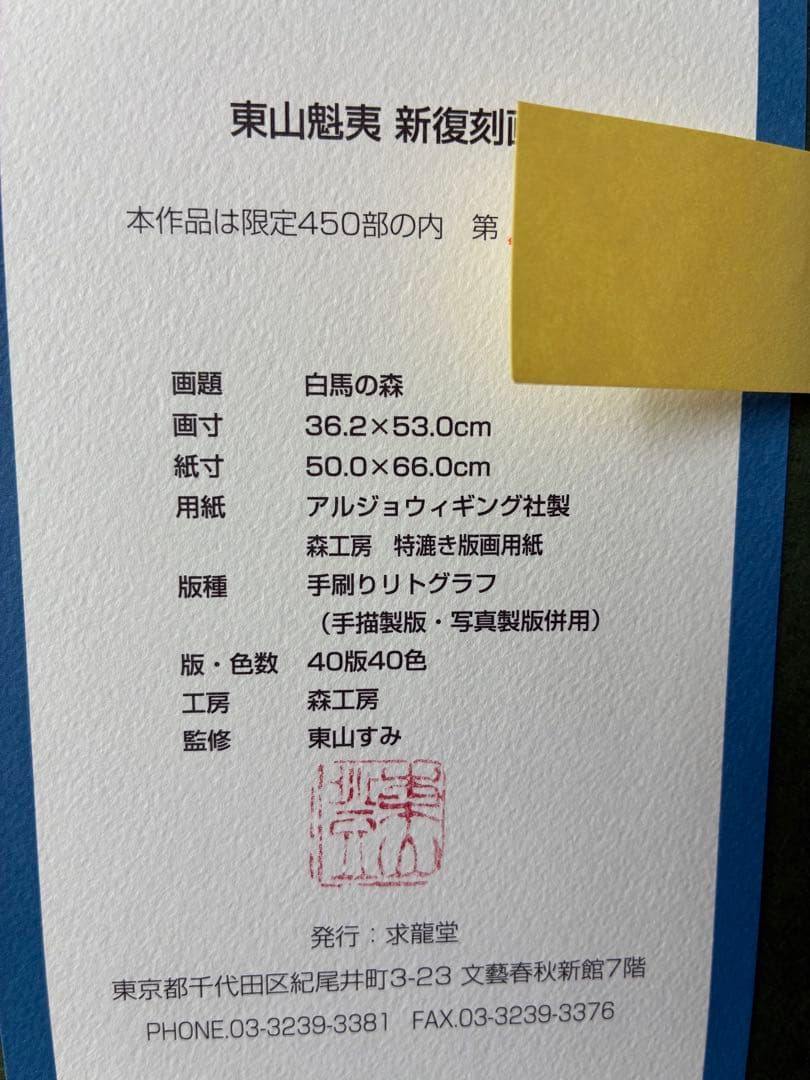 東山魁夷 新復刻
本作品は限定450部の内 第
画題 白馬の森
画寸 36.2×53.0cm
紙寸 50.0×66.0cm
用紙 アルジョウィギング社製
森工房 特漉き版画用紙
版種 手刷りリトグラフ
（手描製版・写真製版併用）
版・色数 40版40色
工房 森工房
監修 東山すみ
発行：求龍堂
東京都千代田区紀尾井町3-23 文藝春秋新館7階
PHONE.03-3239-3381 FAX.03-3239-3376